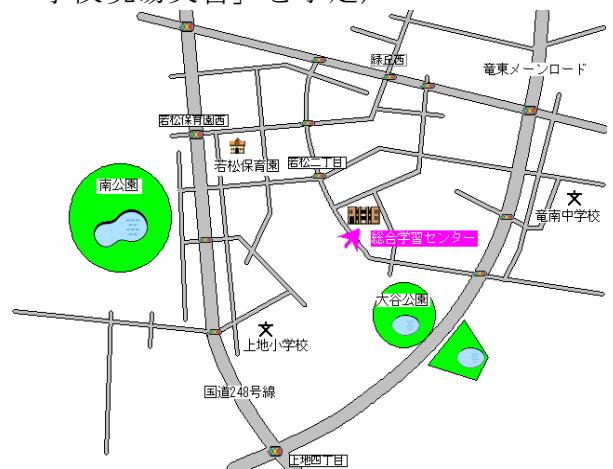 緑丘西
竜東メーンロード
若松保育園西
若松保育園
若松二丁目
南公園
竜南中学校
総合学習センター
大谷公園
上地小学校
国道248号線
上地四丁目